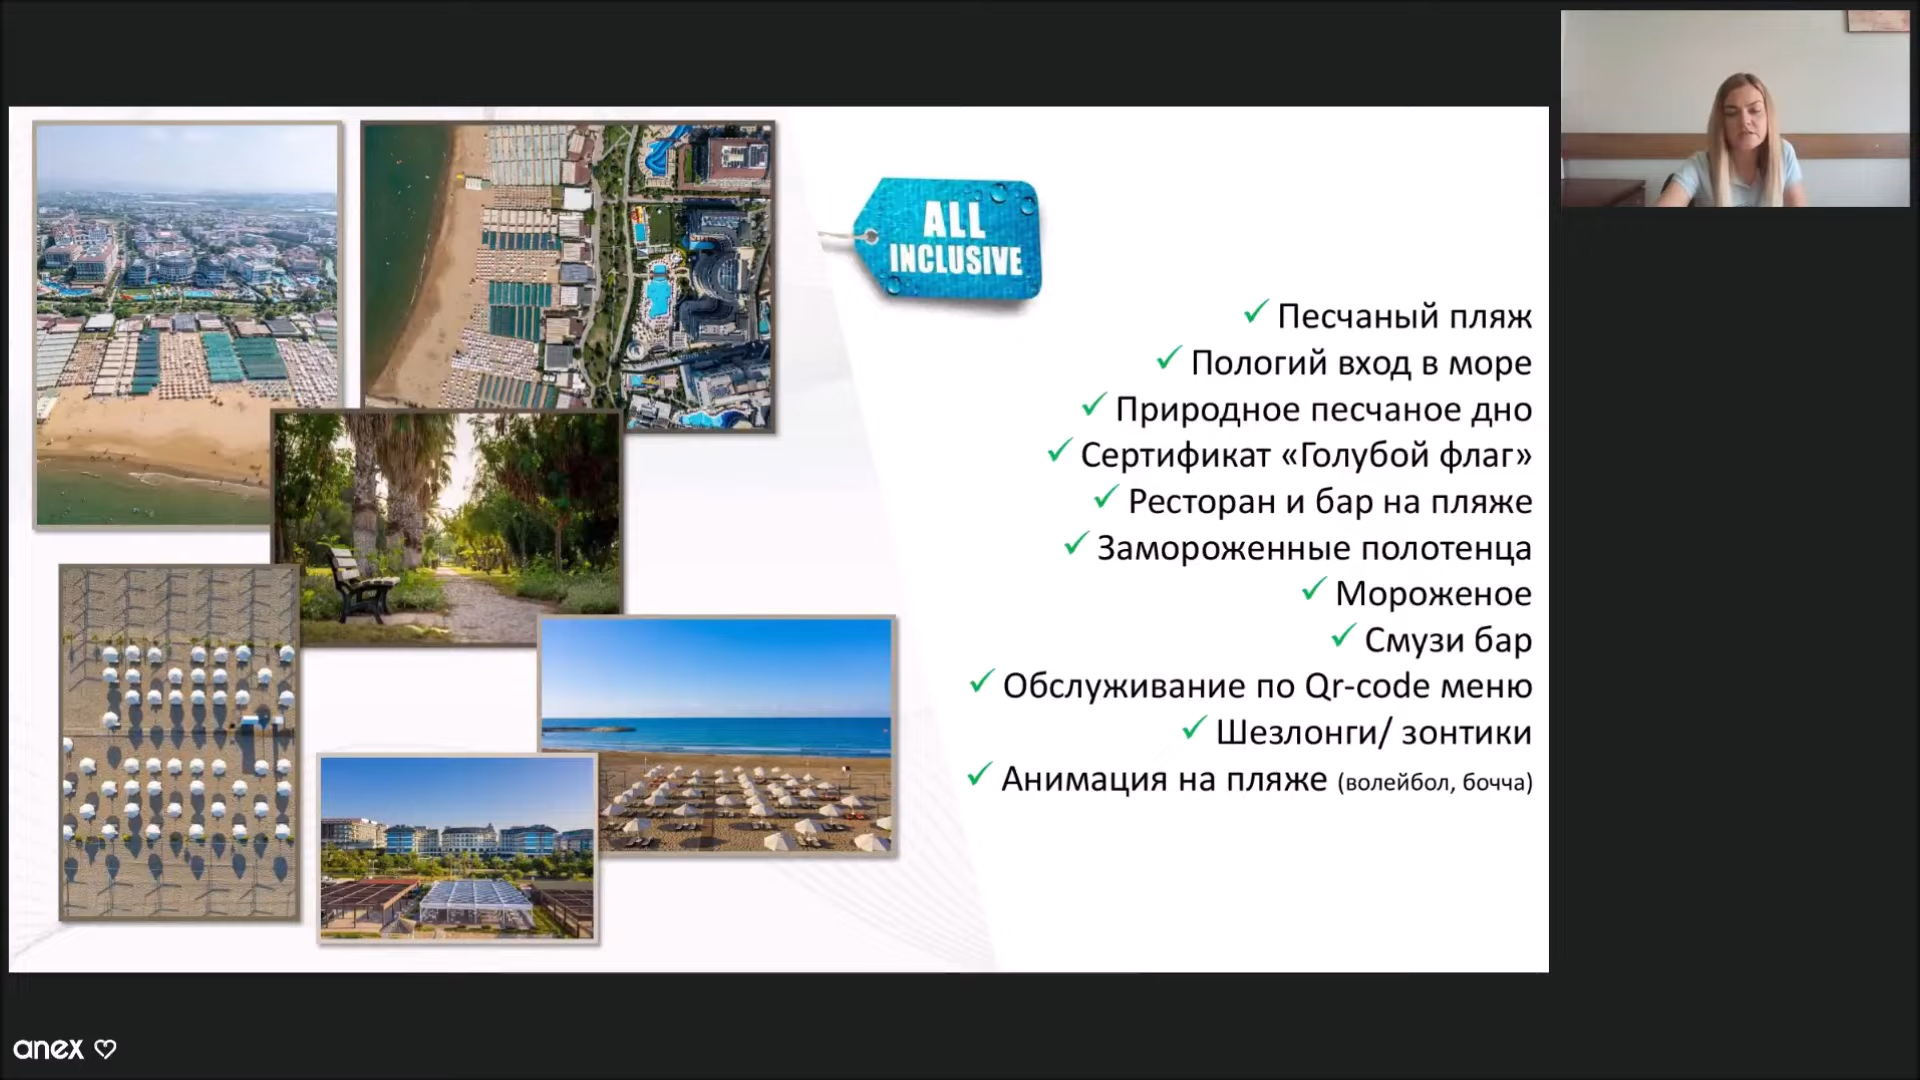 ALL
INCLUSIVE
✓ Песчаный пляж
✓ Пологий вход в море
✓ Природное песчаное дно
✓ Сертификат «Голубой флаг»
✓ Ресторан и бар на пляже
✓ Замороженные полотенца
✓ Мороженое
✓ Смузи бар
✓ Обслуживание по Qr-code меню
✓ Шезлонги/ зонтики
✓ Анимация на пляже (волейбол, бочча)
anex